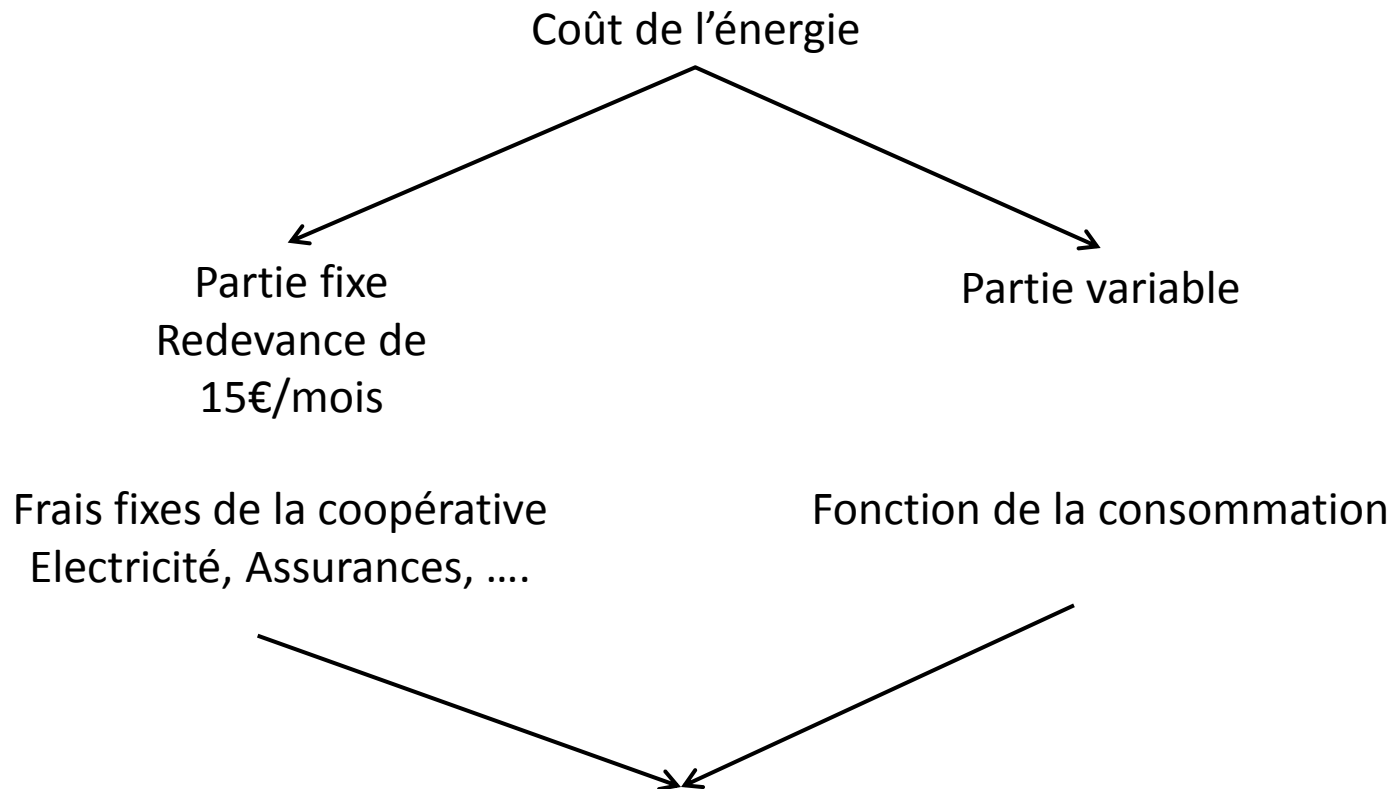 Coût de l’énergie
Partie fixe
Redevance de
15€/mois
Partie variable
Frais fixes de la coopérative
Electricité, Assurances, ….
Fonction de la consommation